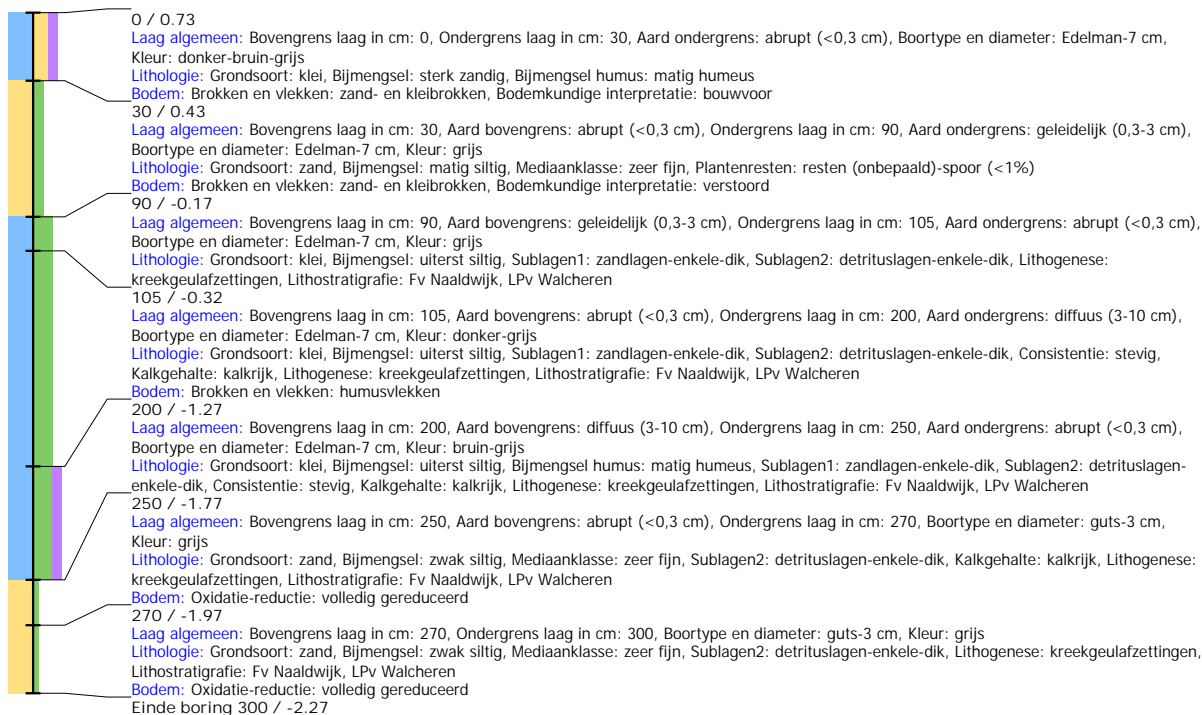 0 / 0.73
Laag algemeen: Bovengrens laag in cm: 0, Ondergrens laag in cm: 30, Aard ondergrens: abrupt (<0,3 cm), Boortype en diameter: Edelman-7 cm,
Kleur: donker-bruin-grijs
Lithologie: Grondsoort: klei, Bijmengsel: sterk zandig, Bijmengsel humus: matig humeus
Bodem: Brokken en vlekken: zand- en kleibrokken, Bodemkundige interpretatie: bouwvoor
30 / 0.43
Laag algemeen: Bovengrens laag in cm: 30, Aard bovengrens: abrupt (<0,3 cm), Ondergrens laag in cm: 90, Aard ondergrens: geleidelijk (0,3-3 cm),
Boortype en diameter: Edelman-7 cm, Kleur: grijs
Lithologie: Grondsoort: zand, Bijmengsel: matig siltig, Mediaanklasse: zeer fijn, Plantenresten: resten (onbepaald)-spoor (<1%)
Bodem: Brokken en vlekken: zand- en kleibrokken, Bodemkundige interpretatie: verstoord
90 / -0.17
Laag algemeen: Bovengrens laag in cm: 90, Aard bovengrens: geleidelijk (0,3-3 cm), Ondergrens laag in cm: 105, Aard ondergrens: abrupt (<0,3 cm),
Boortype en diameter: Edelman-7 cm, Kleur: grijs
Lithologie: Grondsoort: klei, Bijmengsel: uiterst siltig, Sublagen1: zandlagen-enkele-dik, Sublagen2: detrituslagen-enkele-dik, Lithogenese:
kreekgeulafzettingen, Lithostratigrafie: Fv Naaldwijk, LPv Walcheren
105 / -0.32
Laag algemeen: Bovengrens laag in cm: 105, Aard bovengrens: abrupt (<0,3 cm), Ondergrens laag in cm: 200, Aard ondergrens: diffuus (3-10 cm),
Boortype en diameter: Edelman-7 cm, Kleur: donker-grijs
Lithologie: Grondsoort: klei, Bijmengsel: uiterst siltig, Sublagen1: zandlagen-enkele-dik, Sublagen2: detrituslagen-enkele-dik, Consistentie: stevig,
Kalkgehalte: kalkrijk, Lithogenese: kreekgeulafzettingen, Lithostratigrafie: Fv Naaldwijk, LPv Walcheren
Bodem: Brokken en vlekken: humusvlekken
200 / -1.27
Laag algemeen: Bovengrens laag in cm: 200, Aard bovengrens: diffuus (3-10 cm), Ondergrens laag in cm: 250, Aard ondergrens: abrupt (<0,3 cm),
Boortype en diameter: Edelman-7 cm, Kleur: bruin-grijs
Lithologie: Grondsoort: klei, Bijmengsel: uiterst siltig, Bijmengsel humus: matig humeus, Sublagen1: zandlagen-enkele-dik, Sublagen2: detrituslagen-
enkele-dik, Consistentie: stevig, Kalkgehalte: kalkrijk, Lithogenese: kreekgeulafzettingen, Lithostratigrafie: Fv Naaldwijk, LPv Walcheren
250 / -1.77
Laag algemeen: Bovengrens laag in cm: 250, Aard bovengrens: abrupt (<0,3 cm), Ondergrens laag in cm: 270, Boortype en diameter: guts-3 cm,
Kleur: grijs
Lithologie: Grondsoort: zand, Bijmengsel: zwak siltig, Mediaanklasse: zeer fijn, Sublagen2: detrituslagen-enkele-dik, Kalkgehalte: kalkrijk, Lithogenese:
kreekgeulafzettingen, Lithostratigrafie: Fv Naaldwijk, LPv Walcheren
Bodem: Oxidatie-reductie: volledig gereduceerd
270 / -1.97
Laag algemeen: Bovengrens laag in cm: 270, Ondergrens laag in cm: 300, Boortype en diameter: guts-3 cm, Kleur: grijs
Lithologie: Grondsoort: zand, Bijmengsel: zwak siltig, Mediaanklasse: zeer fijn, Sublagen2: detrituslagen-enkele-dik, Lithogenese: kreekgeulafzettingen,
Lithostratigrafie: Fv Naaldwijk, LPv Walcheren
Bodem: Oxidatie-reductie: volledig gereduceerd
Einde boring 300 / -2.27